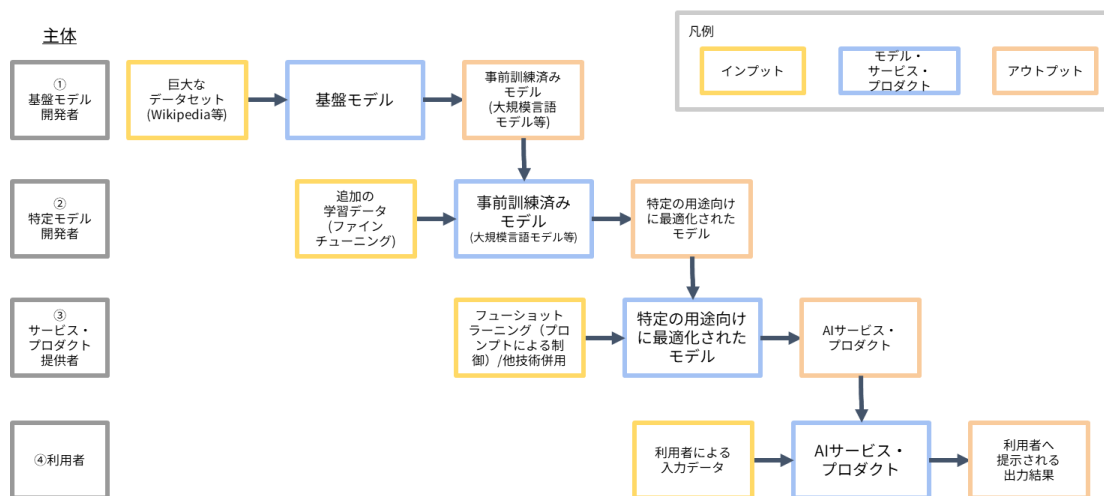 主体
凡例
インプット
モデル・
サービス・
プロダクト
アウトプット
①
基盤モデル
開発者
巨大な
データセット
(Wikipedia等)
基盤モデル
事前訓練済み
モデル
(大規模言語
モデル等)
②
特定モデル
開発者
追加の
学習データ
(ファイン
チューニング)
事前訓練済み
モデル
(大規模言語モデル等)
特定の用途向け
に最適化された
モデル
③
サービス・
プロダクト
提供者
フューショット
ラーニング（プロ
ンプトによる制
御）/他技術併用
特定の用途向け
に最適化された
モデル
AIサービス・
プロダクト
④利用者
利用者による
入力データ
AIサービス・
プロダクト
利用者へ
提示される
出力結果